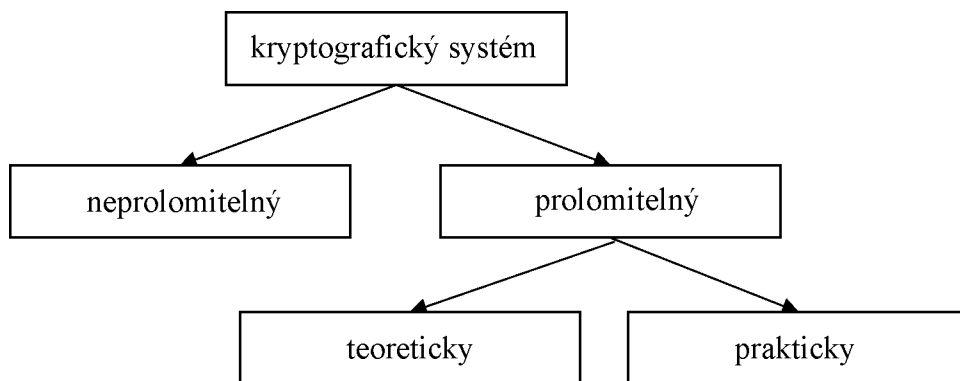 kryptografický systém
neprolomitelný
prolomitelný
teoreticky
prakticky